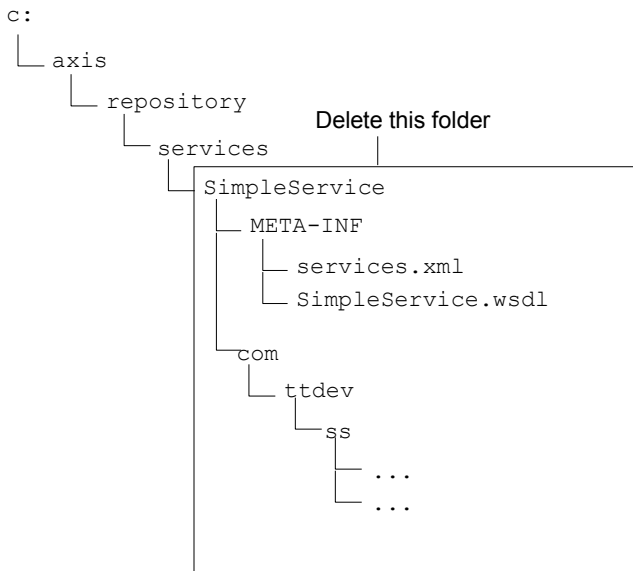 c:
axis
repository
Delete this folder
services
SimpleService
META-INF
services.xml
SimpleService.wsdl
com
ttdev
ss
...
...